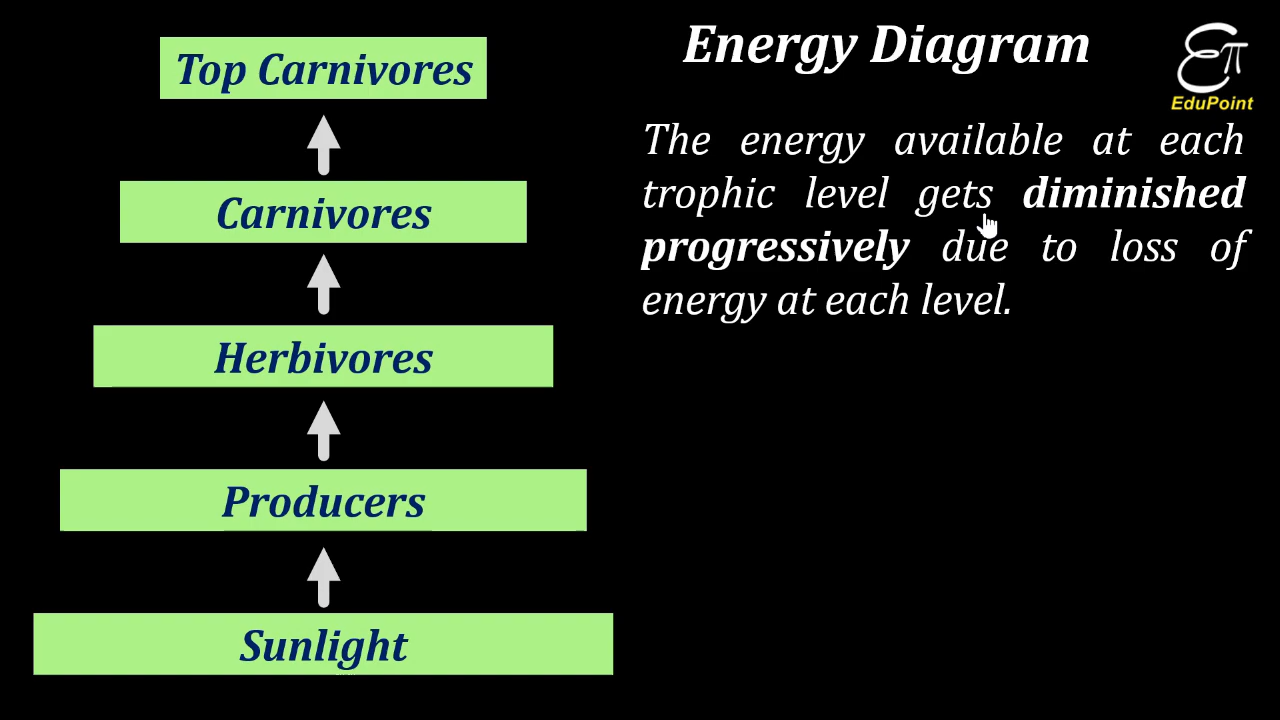 Energy Diagram
Eπ
EduPoint
The energy available at each
trophic level gets diminished
progressively due to loss of
energy at each level.
Top Carnivores
Carnivores
Herbivores
Producers
Sunlight